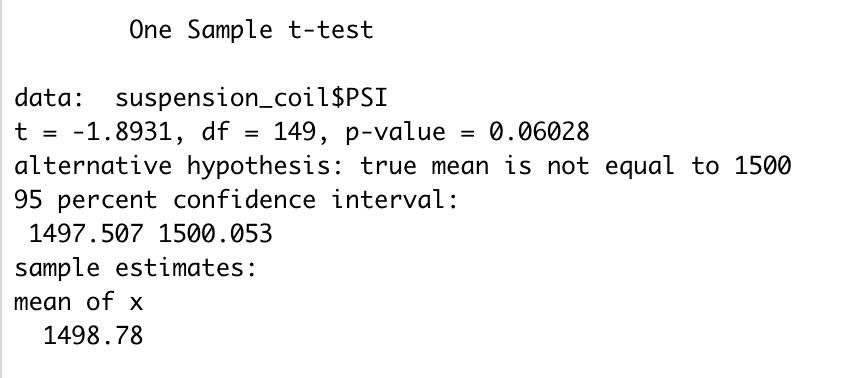 One Sample t-test
data:  suspension_coil$PSI
t = -1.8931, df = 149, p-value = 0.06028
alternative hypothesis: true mean is not equal to 1500
95 percent confidence interval:
1497.507 1500.053
sample estimates:
mean of x
1498.78